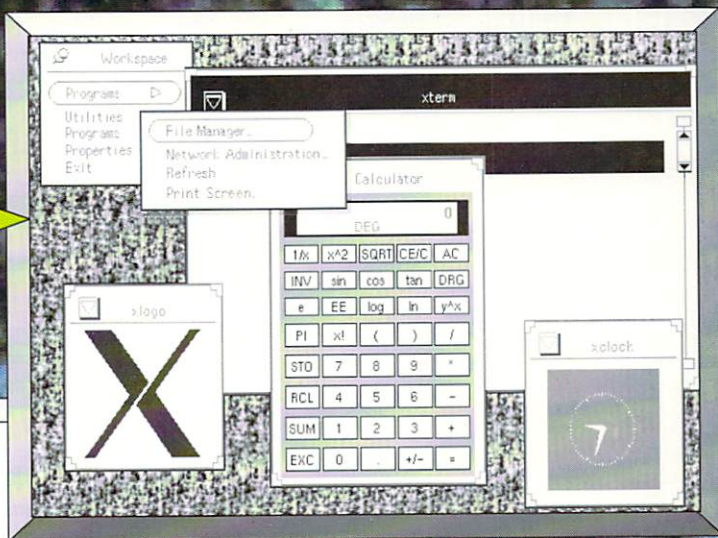 Workspace
Programs
Utilities
Programs
Properties
Exit
File Manager...
Network Administration...
Refresh
Print Screen.
xterm
Calculator
0
DEG
1/x x^2 SQRT CE/C AC
INV sin cos tan DRG
e EE log ln y^x
PI x! ( ) /
STO 7 8 9 *
RCL 4 5 6 -
SUM 1 2 3 +
EXC 0 . +/- =
xlogo
xclock